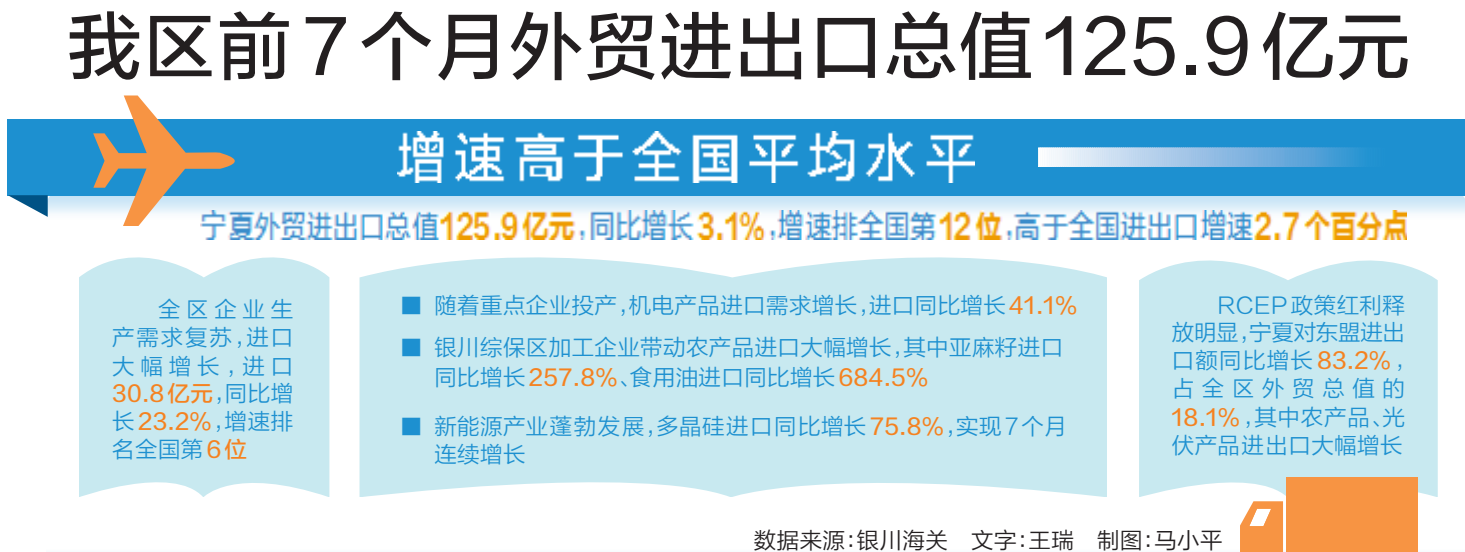 我区前7个月外贸进出口总值125.9亿元
增速高于全国平均水平
宁夏外贸进出口总值125.9亿元,同比增长3.1%,增速排全国第12位,高于全国进出口增速2.7个百分点
全区企业生
产需求复苏,进口
大幅增长,进口
30.8亿元,同比增
长23.2%,增速排
名全国第6位
■ 随着重点企业投产,机电产品进口需求增长,进口同比增长41.1%
■ 银川综保区加工企业带动农产品进口大幅增长,其中亚麻籽进口
同比增长257.8%、食用油进口同比增长684.5%
■ 新能源产业蓬勃发展,多晶硅进口同比增长75.8%,实现7个月
连续增长
RCEP政策红利释
放明显,宁夏对东盟进出
口额同比增长83.2%,
占全区外贸总值的
18.1%,其中农产品、光
伏产品进出口大幅增长
数据来源:银川海关 文字:王瑞 制图:马小平